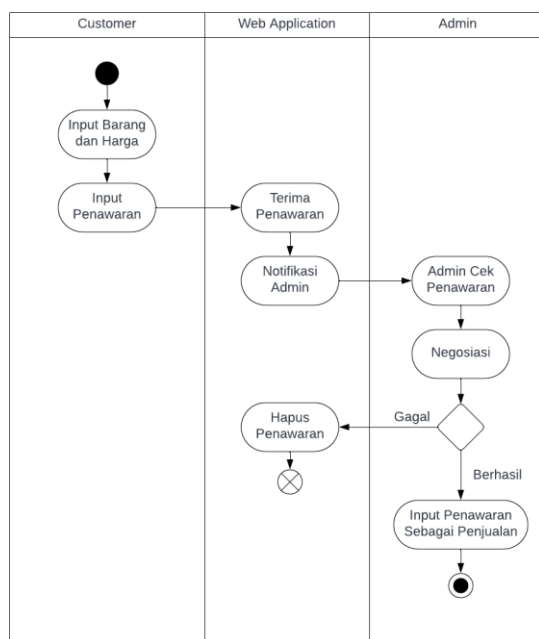 Customer
Web Application
Admin
Input Barang
dan Harga
Input
Penawaran
Terima
Penawaran
Notifikasi
Admin
Admin Cek
Penawaran
Negosiasi
Gagal
Hapus
Penawaran
Berhasil
Input Penawaran
Sebagai Penjualan